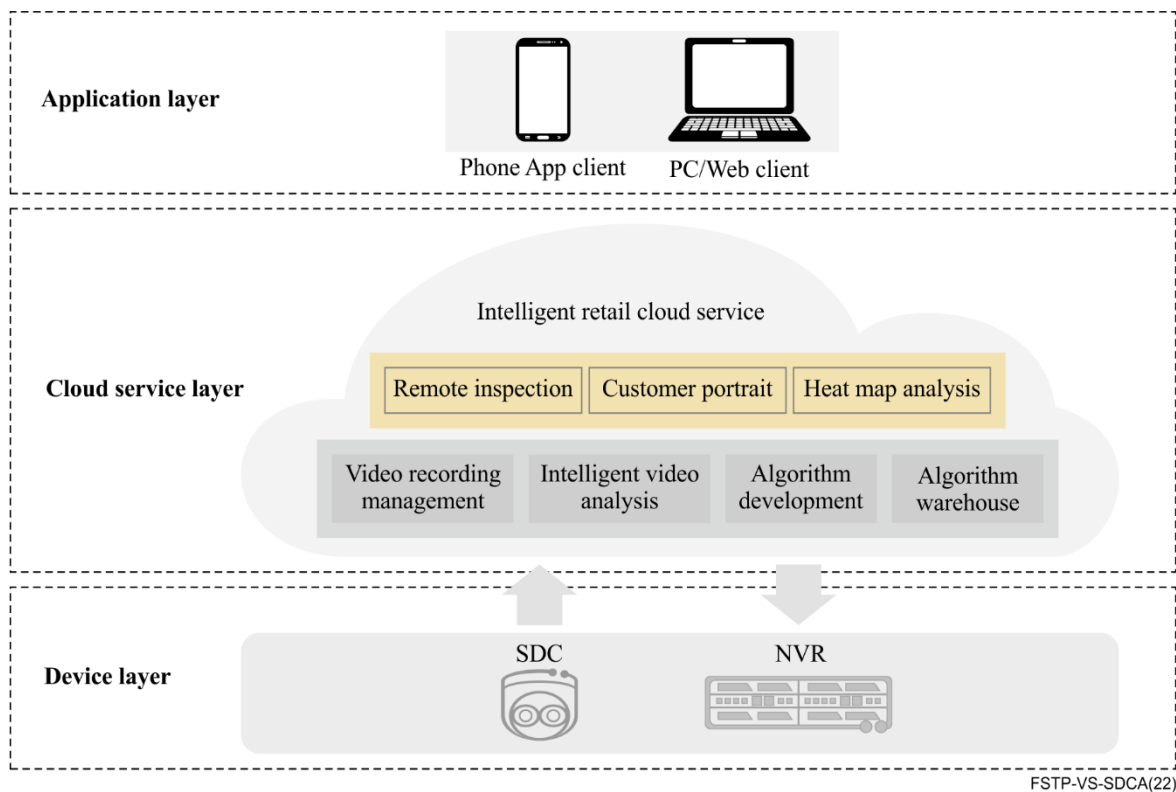 Application layer
Phone App client
PC/Web client
Cloud service layer
Intelligent retail cloud service
Remote inspection
Customer portrait
Heat map analysis
Video recording
management
Intelligent video
analysis
Algorithm
development
Algorithm
warehouse
Device layer
SDC
NVR
FSTP-VS-SDCA(22)